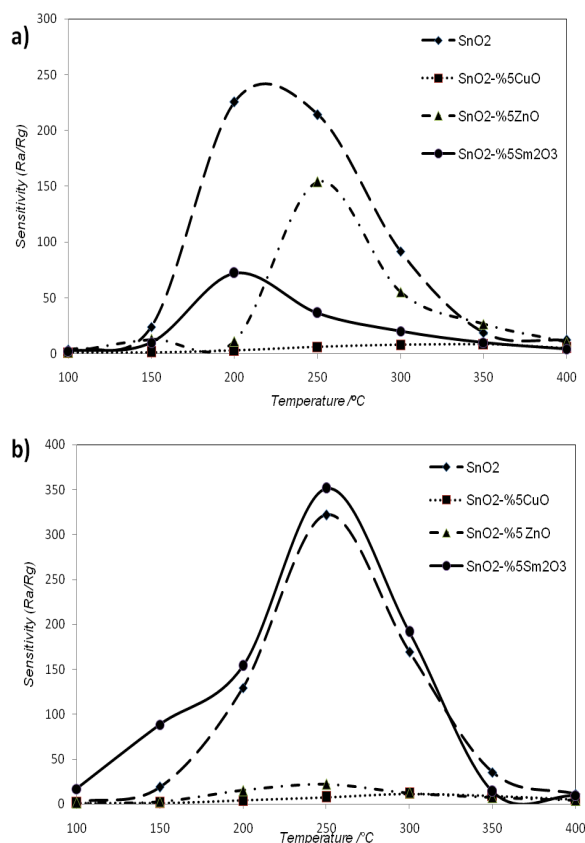 a)
300
250
200
150
100
50
0
Sensitivity (Ra/Rg)
SnO2
SnO2-%5CuO
SnO2-%5ZnO
SnO2-%5Sm2O3
100 150 200 250 300 350 400
Temperature /ºC
b)
400
350
300
250
200
150
100
50
0
Sensitivity (Ra/Rg)
SnO2
SnO2-%5CuO
SnO2-%5 ZnO
SnO2-%5Sm2O3
100 150 200 250 300 350 400
Temperature /ºC